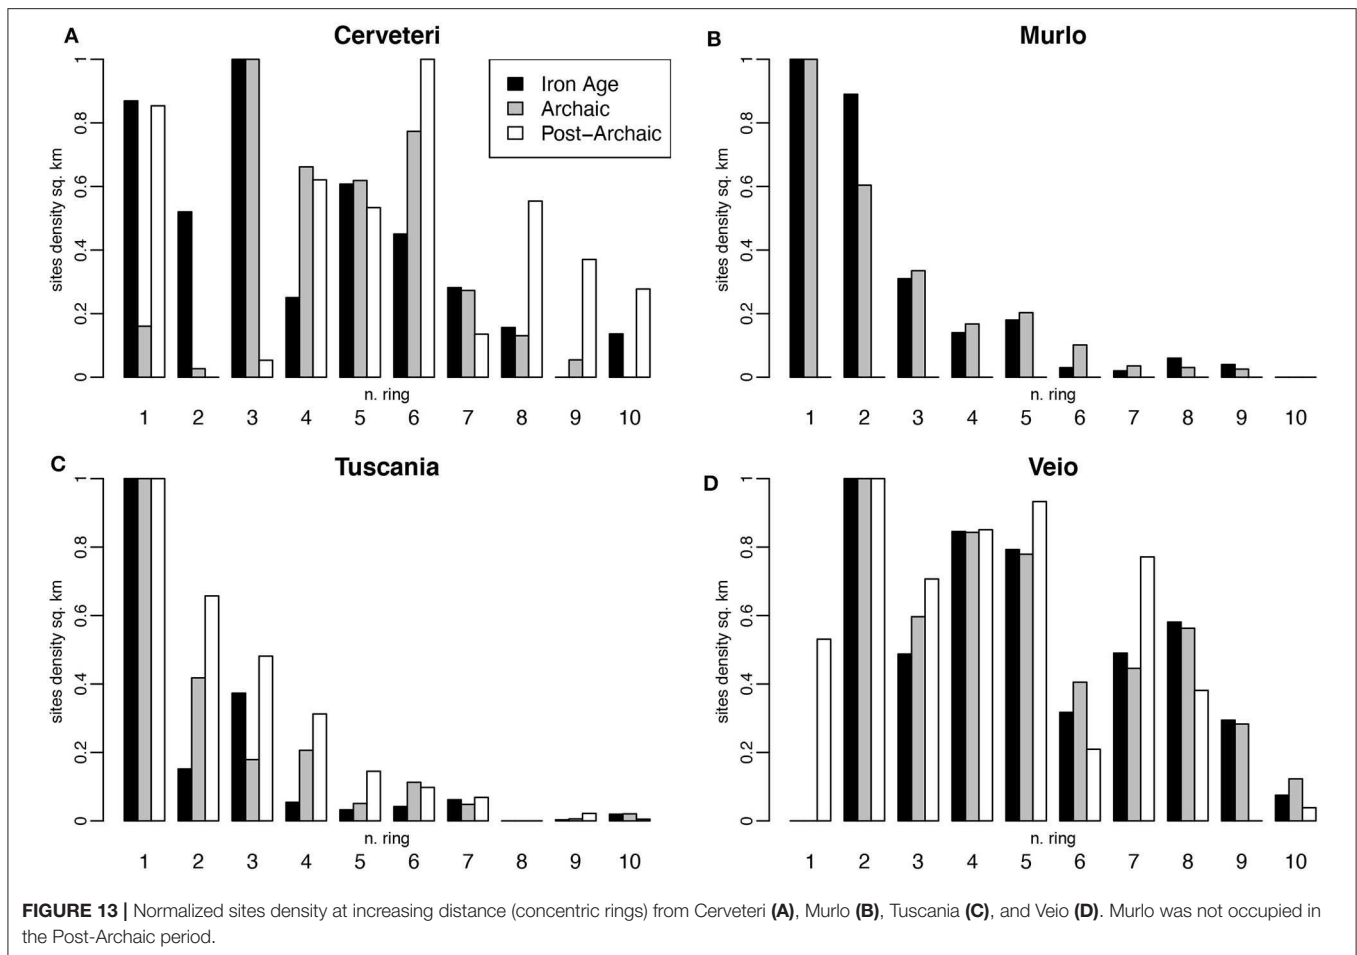 A
Cerveteri
sites density sq. km
0
0.2
0.4
0.6
0.8
1
Iron Age
Archaic
Post−Archaic
n. ring
1 2 3 4 5 6 7 8 9 10
B
Murlo
sites density sq. km
0
0.2
0.4
0.6
0.8
1
n. ring
1 2 3 4 5 6 7 8 9 10
C
Tuscania
sites density sq. km
0
0.2
0.4
0.6
0.8
1
n. ring
1 2 3 4 5 6 7 8 9 10
D
Veio
sites density sq. km
0
0.2
0.4
0.6
0.8
1
n. ring
1 2 3 4 5 6 7 8 9 10
FIGURE 13 | Normalized sites density at increasing distance (concentric rings) from Cerveteri (A), Murlo (B), Tuscania (C), and Veio (D). Murlo was not occupied in
the Post-Archaic period.